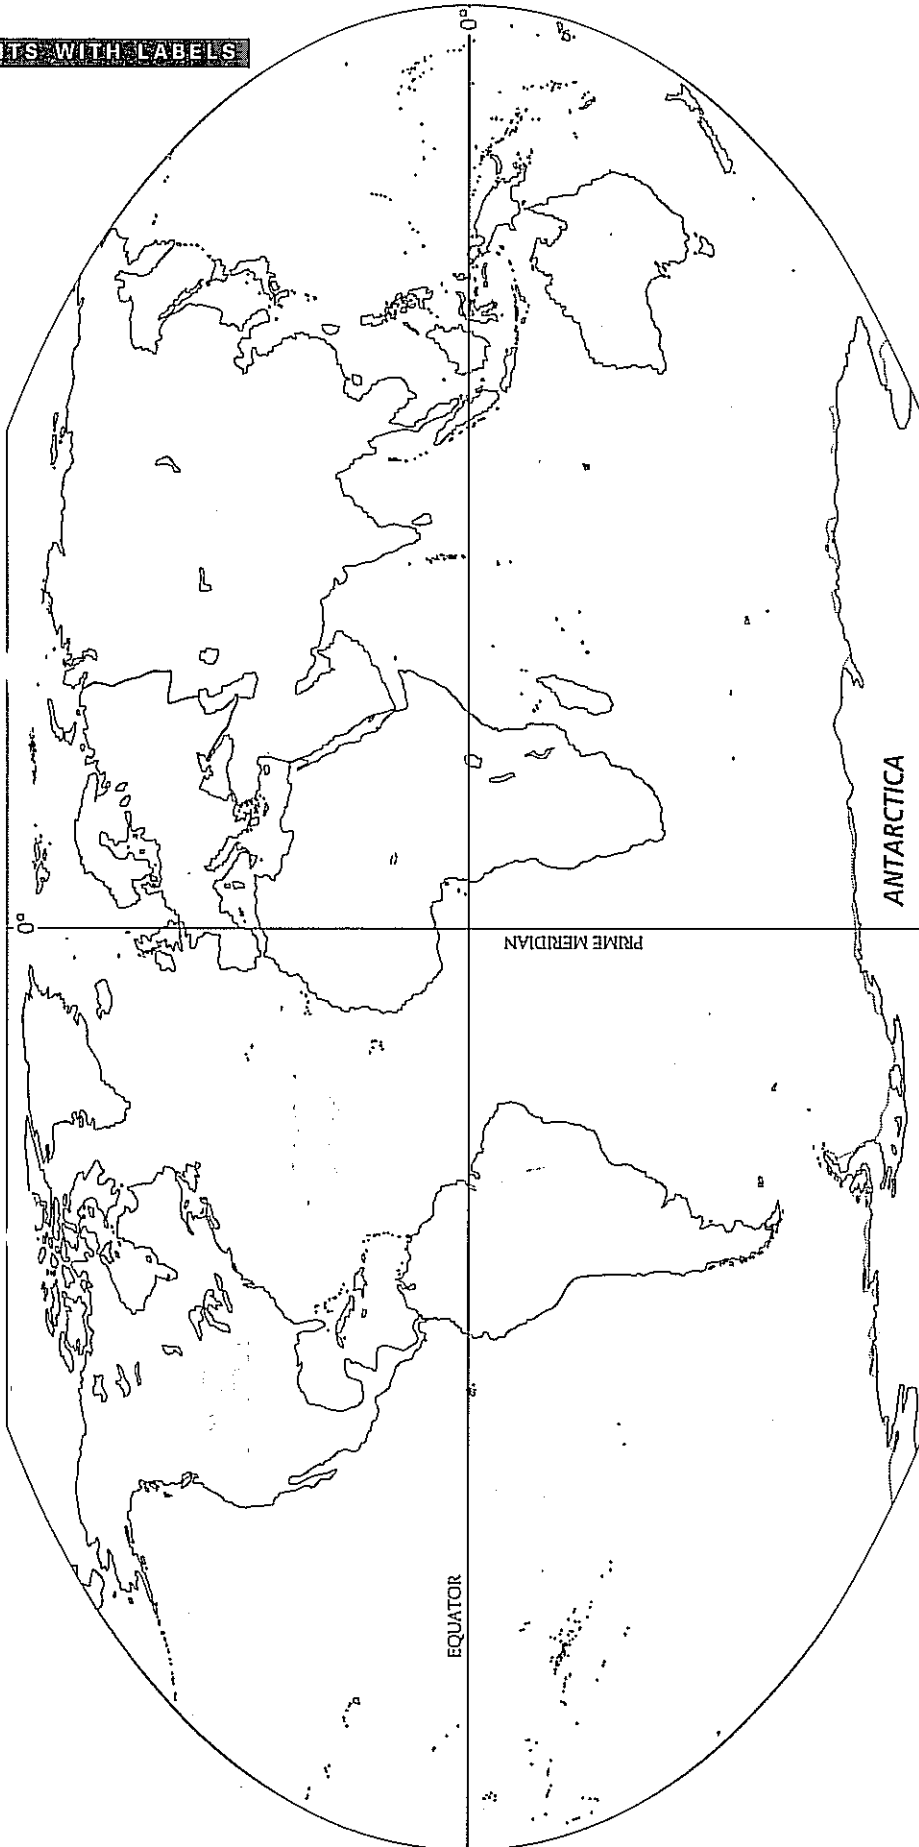 TS WITH LABELS
0°
0°
PRIME MERIDIAN
EQUATOR
ANTARCTICA